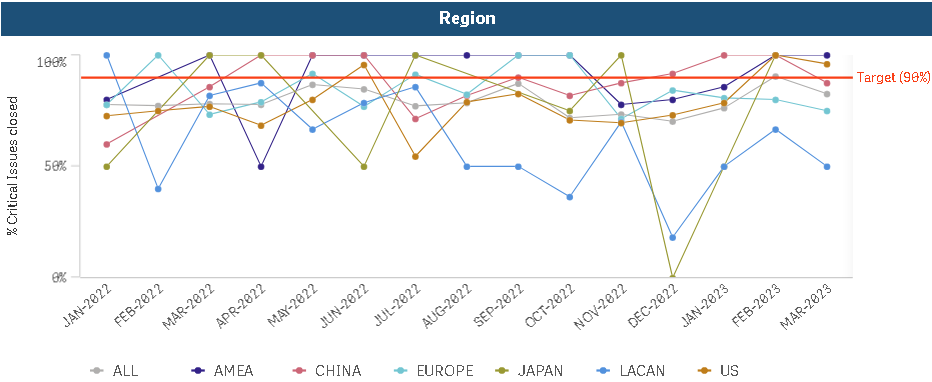 Region
% Critical Issues closed
100%
50%
0%
Target (90%)
JAN-2022
FEB-2022
MAR-2022
APR-2022
MAY-2022
JUN-2022
JUL-2022
AUG-2022
SEP-2022
OCT-2022
NOV-2022
DEC-2022
JAN-2023
FEB-2023
MAR-2023
ALL AMEA CHINA EUROPE JAPAN LACAN US